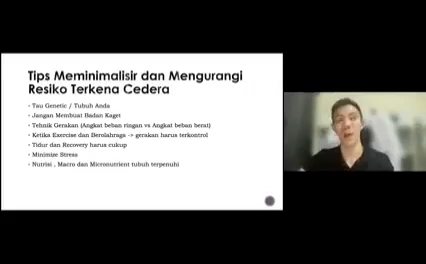 Tips Meminimalisir dan Mengurangi
Resiko Terkena Cedera
Tau Genetic / Tubuh Anda
Jangan Membuat Badan Kaget
Tehnik Gerakan (Angkat beban ringan vs Angkat beban berat)
Ketika Exercise dan Berolahraga -> gerakan harus terkontrol
Tidur dan Recovery harus cukup
Minimize Stress
Nutrisi , Macro dan Micronutrient tubuh terpenuhi